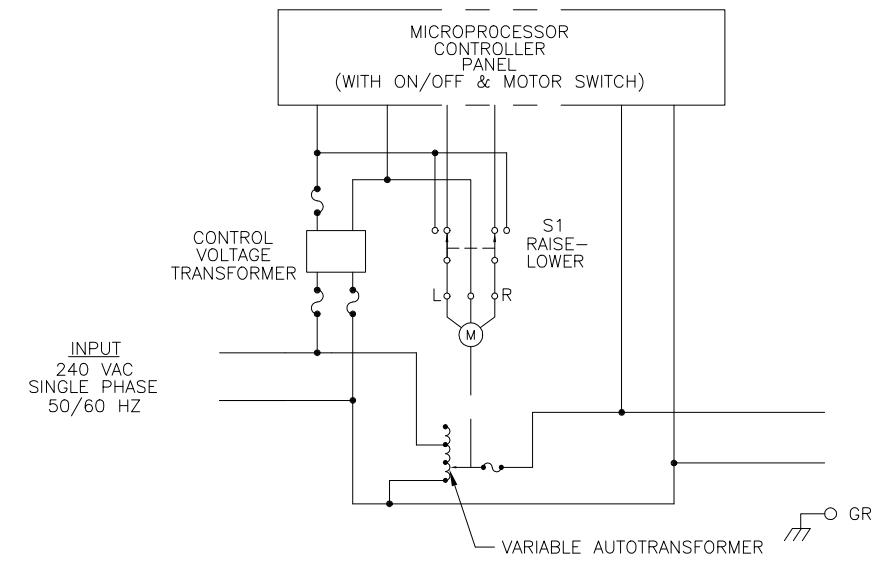 MICROPROCESSOR
CONTROLLER
PANEL
(WITH ON/OFF & MOTOR SWITCH)
S1
RAISE-
LOWER
CONTROL
VOLTAGE
TRANSFORMER
L
R
M
INPUT
240 VAC
SINGLE PHASE
50/60 HZ
GR
VARIABLE AUTOTRANSFORMER